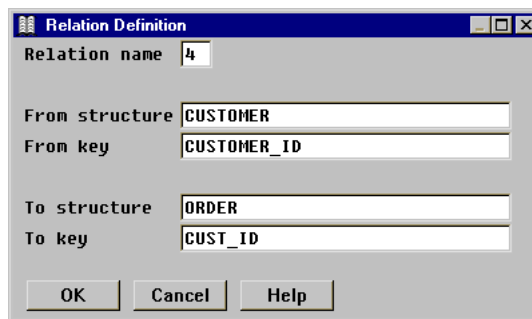 Relation Definition
Relation name 4
From structure CUSTOMER
From key CUSTOMER_ID
To structure ORDER
To key CUST_ID
OK Cancel Help